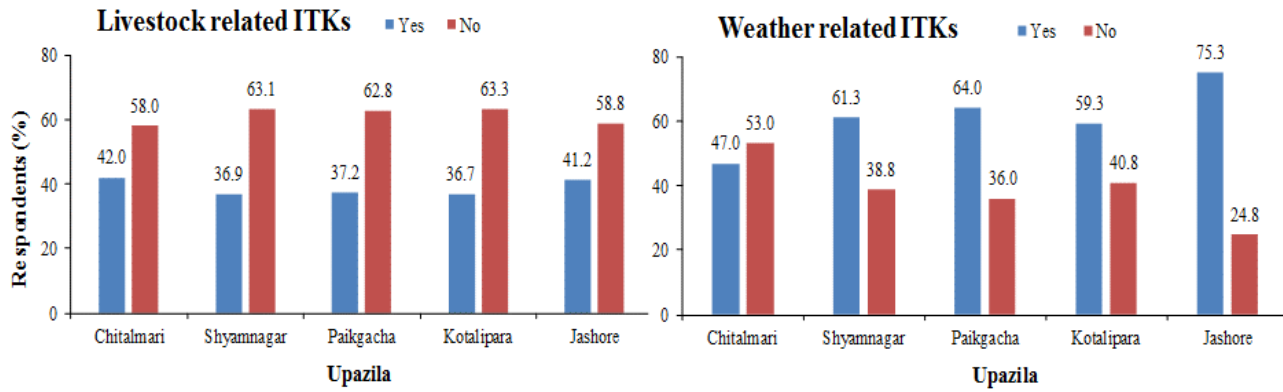 Livestock related ITKs Yes No
80
60
40
20
0
Respondents (%)
42.0 58.0 36.9 63.1 37.2 62.8 36.7 63.3 41.2 58.8
Chitalmari Shyamnagar Paikgacha Kotalipara Jashore
Upazila
Weather related ITKs Yes No
80
60
40
20
0
47.0 53.0 61.3 38.8 64.0 36.0 59.3 40.8 75.3 24.8
Chitalmari Shyamnagar Paikgacha Kotalipara Jashore
Upazila